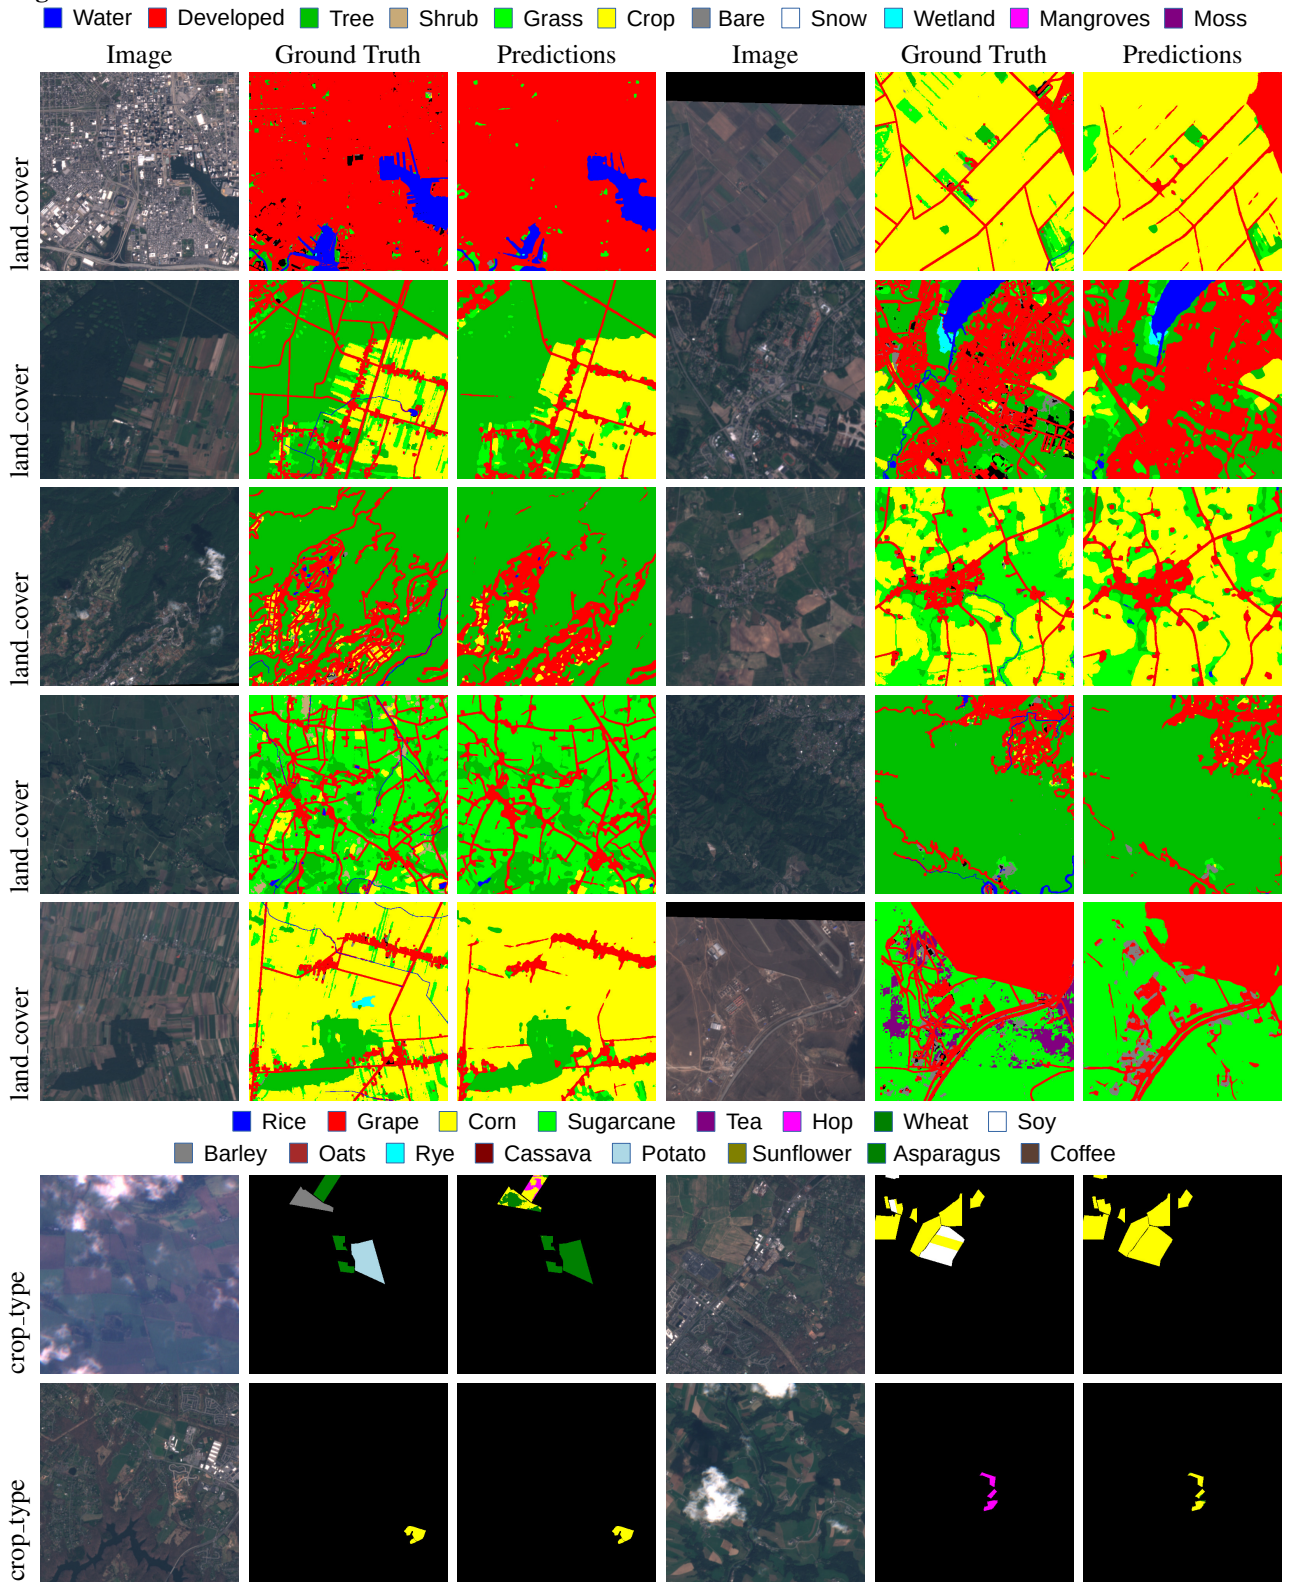 Water Developed Tree Shrub Grass Crop Bare Snow Wetland Mangroves Moss
Image Ground Truth Predictions Image Ground Truth Predictions
land_cover
land_cover
land_cover
land_cover
land_cover
Rice Grape Corn Sugarcane Tea Hop Wheat Soy
Barley Oats Rye Cassava Potato Sunflower Asparagus Coffee
crop_type
crop_type